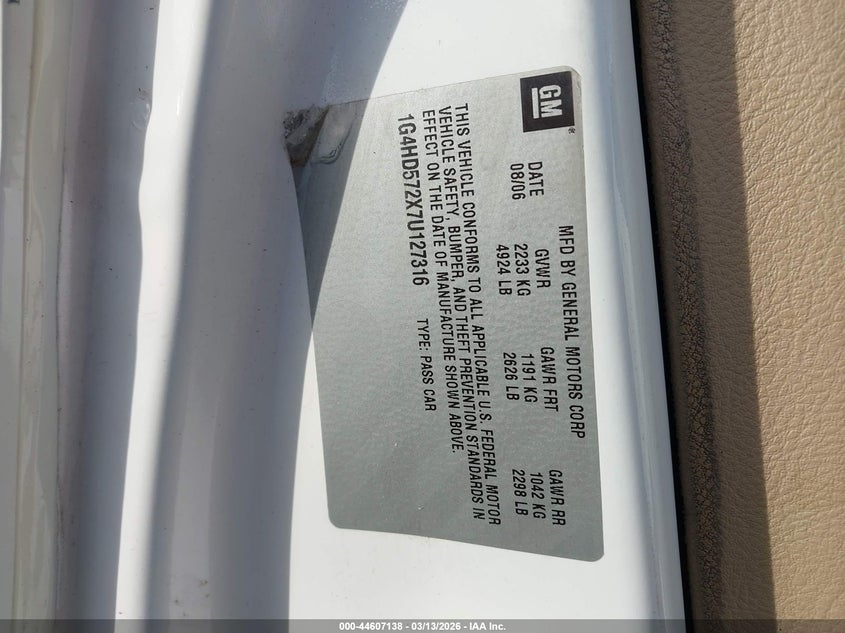 GM
MFD BY GENERAL MOTORS CORP
DATE GVWR GAWR FRT GAWR RR
08/06 2233 KG 1191 KG 1042 KG
4924 LB 2626 LB 2298 LB
THIS VEHICLE CONFORMS TO ALL APPLICABLE U.S. FEDERAL MOTOR
VEHICLE SAFETY, BUMPER, AND THEFT PREVENTION STANDARDS IN
EFFECT ON THE DATE OF MANUFACTURE SHOWN ABOVE.
1G4HD572X7U127316 TYPE: PASS CAR
000-44607138 - 03/13/2026 - IAA Inc.